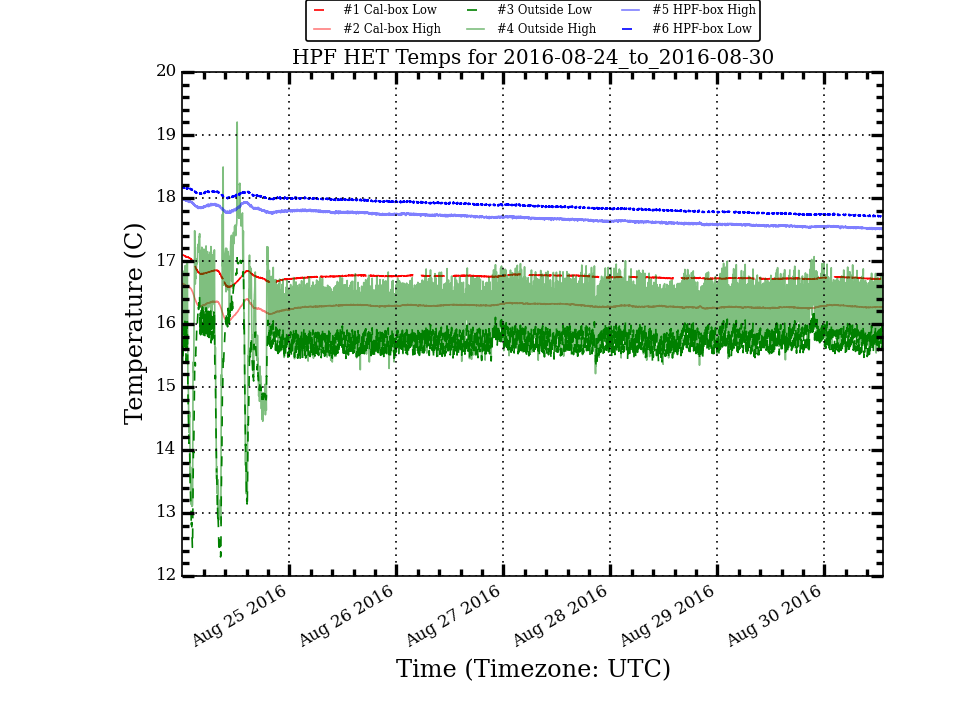 #1 Cal-box Low #3 Outside Low #5 HPF-box High
#2 Cal-box High #4 Outside High #6 HPF-box Low
HPF HET Temps for 2016-08-24_to_2016-08-30
20
19
18
17
16
15
14
13
12
Temperature (C)
Aug 25 2016
Aug 26 2016
Aug 27 2016
Aug 28 2016
Aug 29 2016
Aug 30 2016
Time (Timezone: UTC)